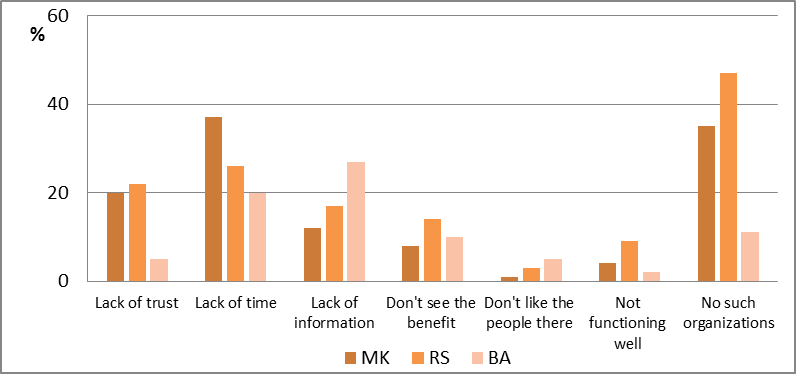 60
%
40
20
0
Lack of trust
Lack of time
Lack of
information
Don't see the
benefit
Don't like the
people there
Not
functioning
well
No such
organizations
MK RS BA